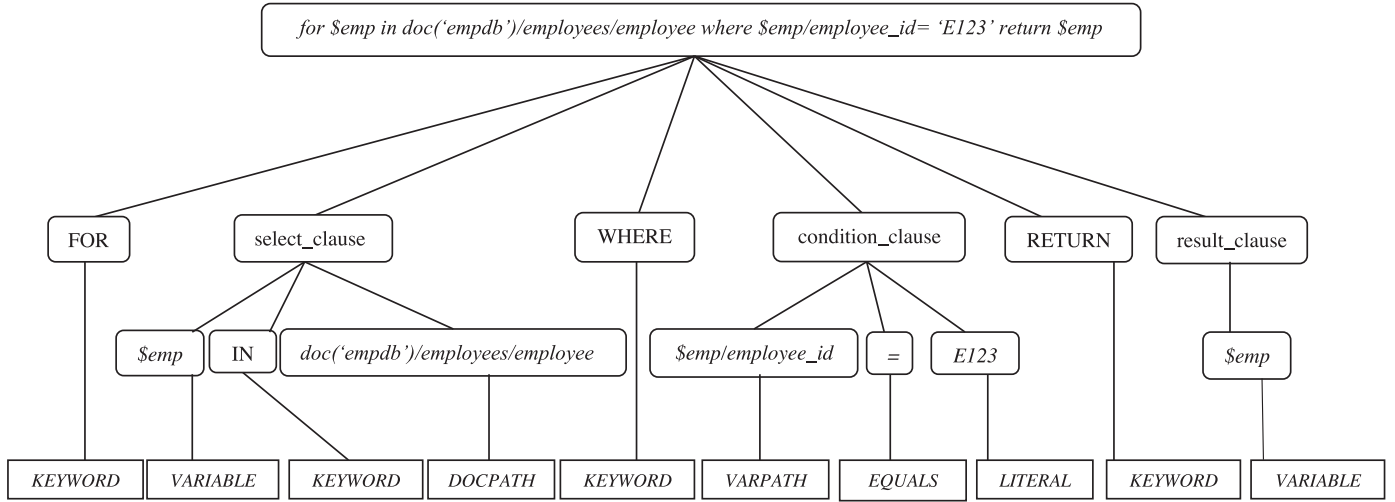 for $emp in doc(‘empdb’)/employees/employee where $emp/employee_id= ‘E123’ return $emp
FOR
select_clause
WHERE
condition_clause
RETURN
result_clause
$emp
IN
doc(‘empdb’)/employees/employee
$emp/employee_id
=
E123
$emp
KEYWORD
VARIABLE
KEYWORD
DOCPATH
KEYWORD
VARPATH
EQUALS
LITERAL
KEYWORD
VARIABLE